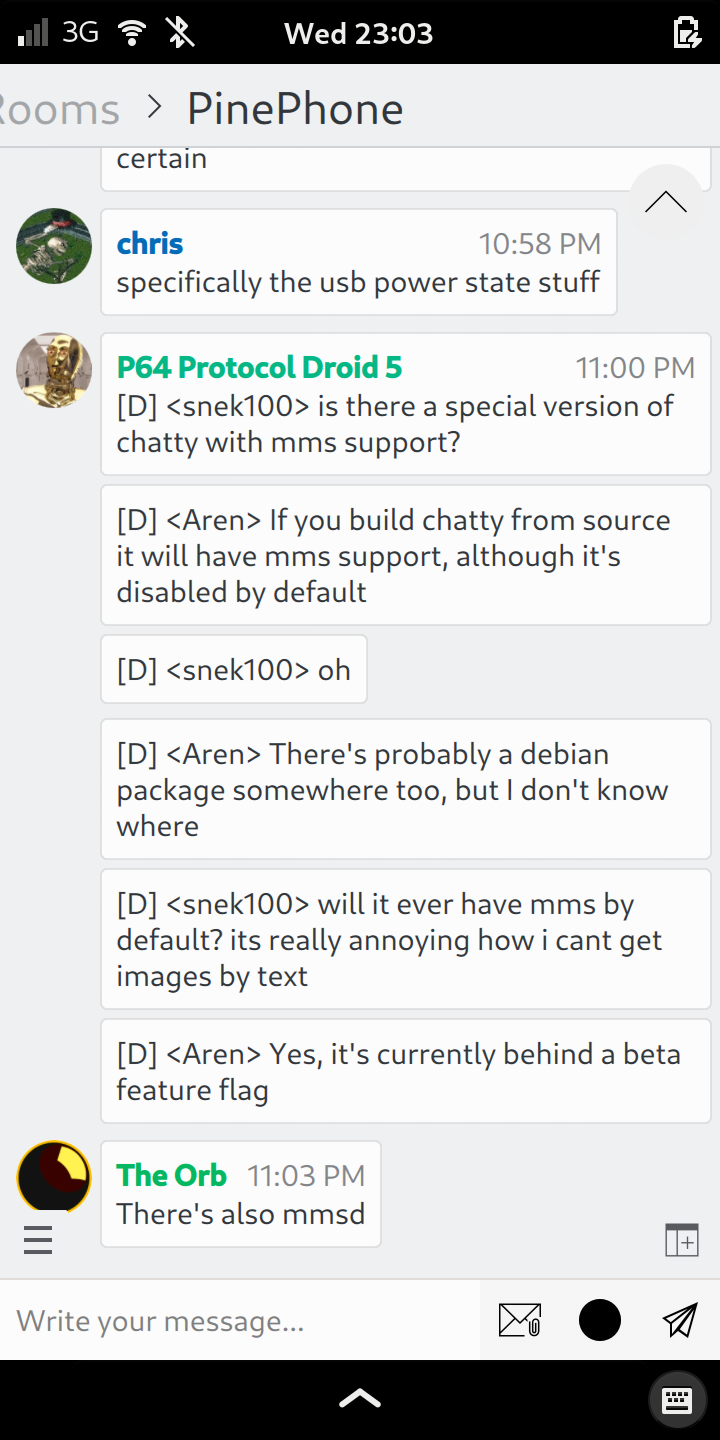 3G Wed 23:03
Rooms > PinePhone
certain
chris 10:58 PM
specifically the usb power state stuff
P64 Protocol Droid 5 11:00 PM
[D] <snek100> is there a special version of
chatty with mms support?
[D] <Aren> If you build chatty from source
it will have mms support, although it's
disabled by default
[D] <snek100> oh
[D] <Aren> There's probably a debian
package somewhere too, but I don't know
where
[D] <snek100> will it ever have mms by
default? its really annoying how i cant get
images by text
[D] <Aren> Yes, it's currently behind a beta
feature flag
The Orb 11:03 PM
There's also mmsd
Write your message...